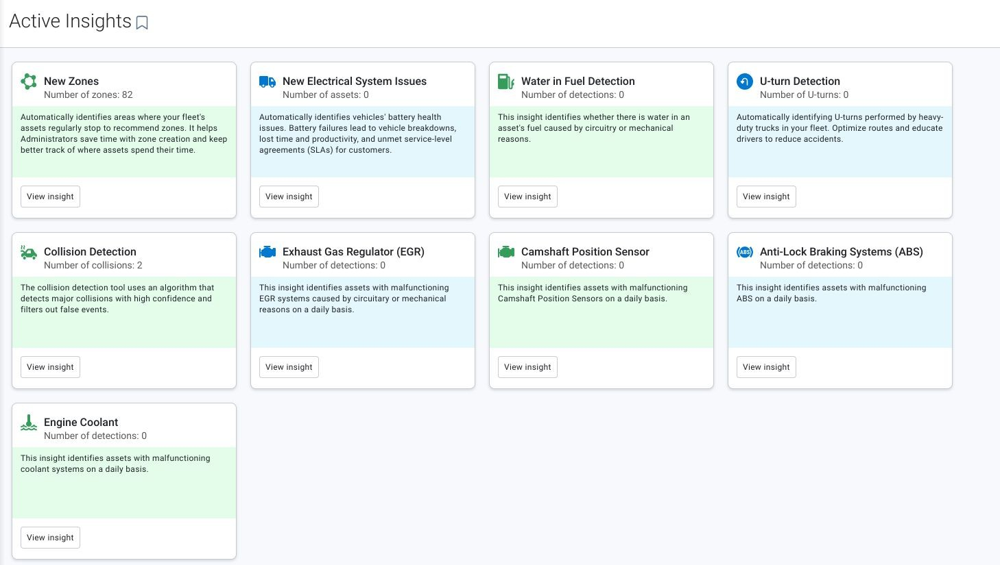 Active Insights
New Zones
Number of zones: 82
Automatically identifies areas where your fleet's
assets regularly stop to recommend zones. It helps
Administrators save time with zone creation and keep
better track of where assets spend their time.
View insight
New Electrical System Issues
Number of assets: 0
Automatically identifies vehicles' battery health
issues. Battery failures lead to vehicle breakdowns,
lost time and productivity, and unmet service-level
agreements (SLAs) for customers.
View insight
Water in Fuel Detection
Number of detections: 0
This insight identifies whether there is water in an
asset's fuel caused by circuitry or mechanical
reasons.
View insight
U-turn Detection
Number of U-turns: 0
Automatically identifying U-turns performed by heavy-
duty trucks in your fleet. Optimize routes and educate
drivers to reduce accidents.
View insight
Collision Detection
Number of collisions: 2
The collision detection tool uses an algorithm that
detects major collisions with high confidence and
filters out false events.
View insight
Exhaust Gas Regulator (EGR)
Number of detections: 0
This insight identifies assets with malfunctioning
EGR systems caused by circuitary or mechanical
reasons on a daily basis.
View insight
Camshaft Position Sensor
Number of detections: 0
This insight identifies assets with malfunctioning
Camshaft Position Sensors on a daily basis.
View insight
ABS
Anti-Lock Braking Systems (ABS)
Number of detections: 0
This insight identifies assets with malfunctioning
ABS on a daily basis.
View insight
Engine Coolant
Number of detections: 0
This insight identifies assets with malfunctioning
coolant systems on a daily basis.
View insight